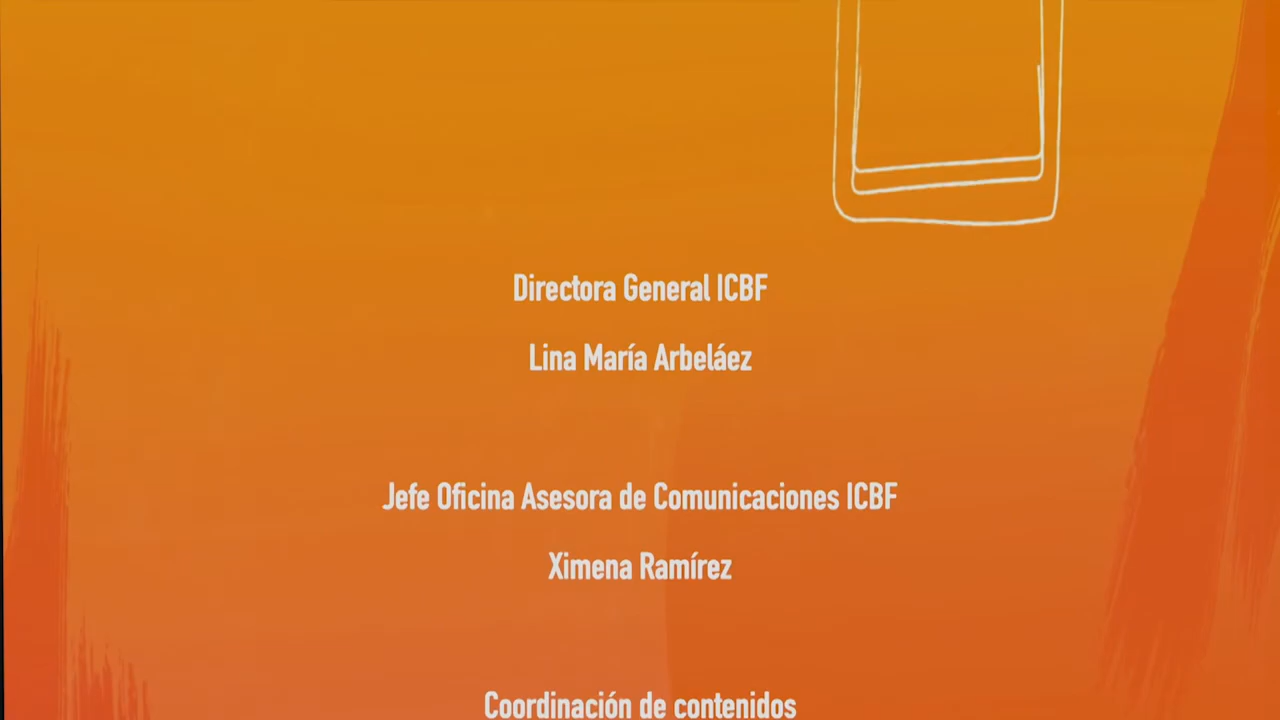 Directora General ICBF
Lina María Arbeláez
Jefe Oficina Asesora de Comunicaciones ICBF
Ximena Ramírez
Coordinación de contenidos